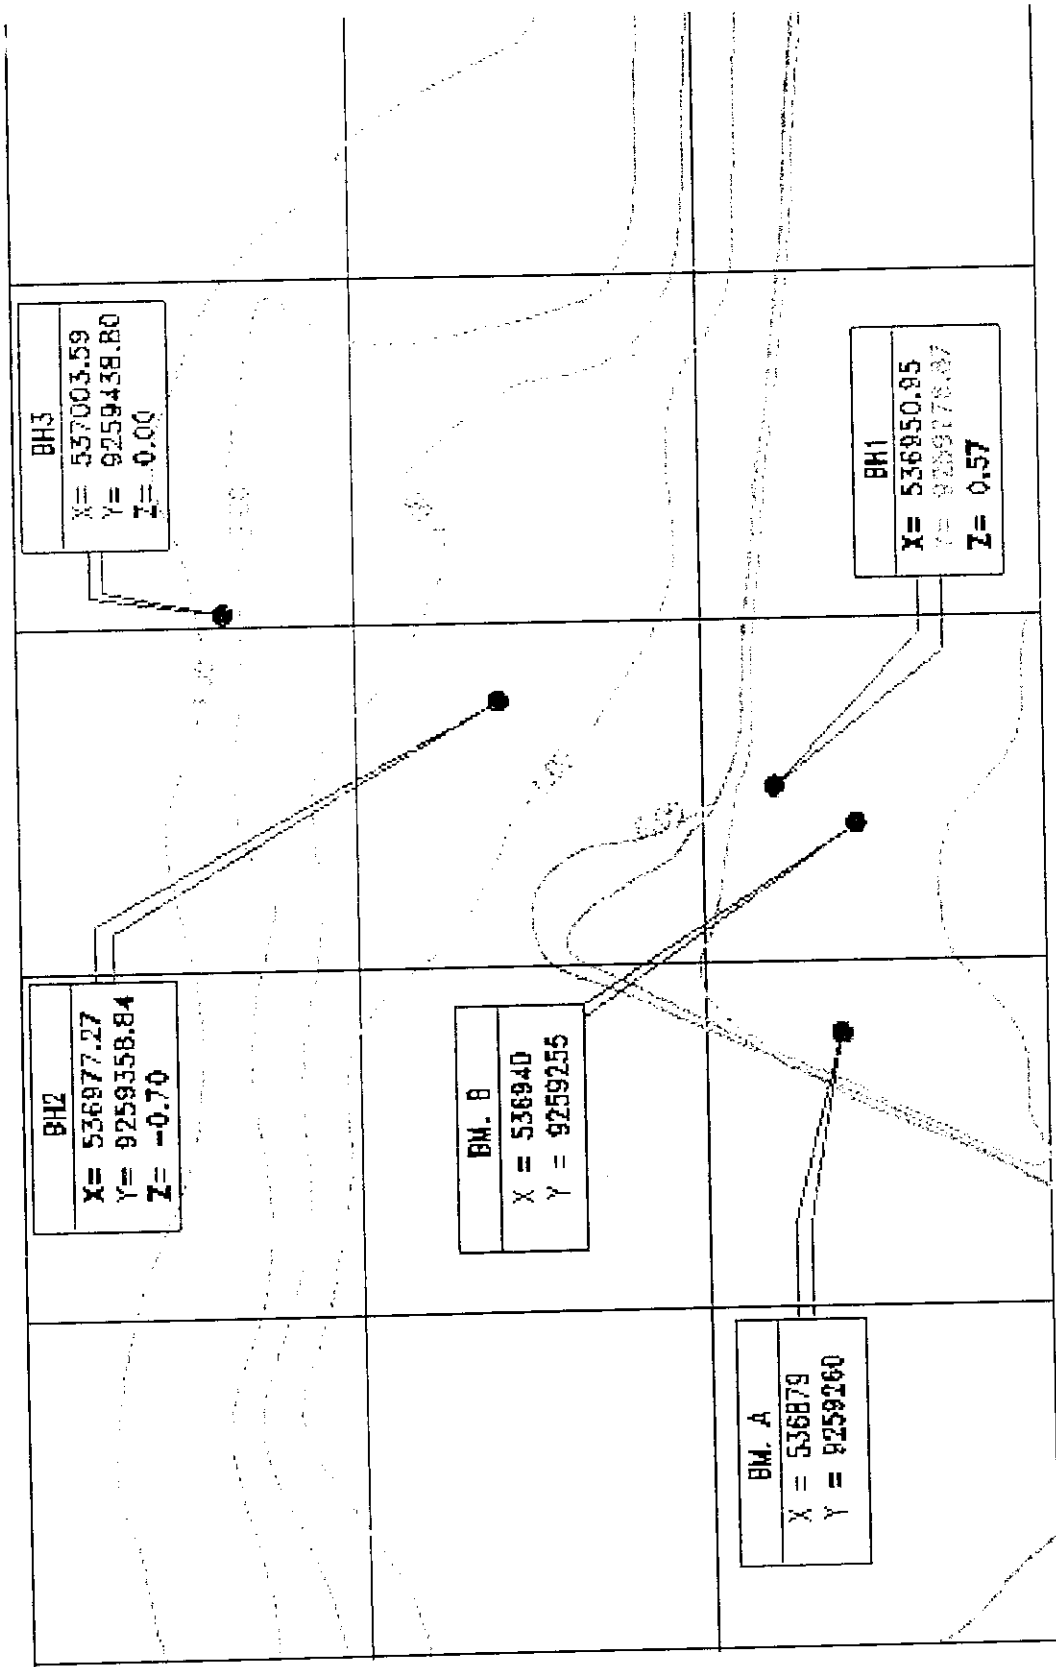 BH3
X= 537003.59
Y= 9259438.80
Z= 0.00
BH1
X= 536950.95
Z= 0.57
BH2
X= 536977.27
Y= 9259358.84
Z= -0.70
BM. B
X = 536940
Y = 9259255
BM. A
X = 536879
Y = 9259260